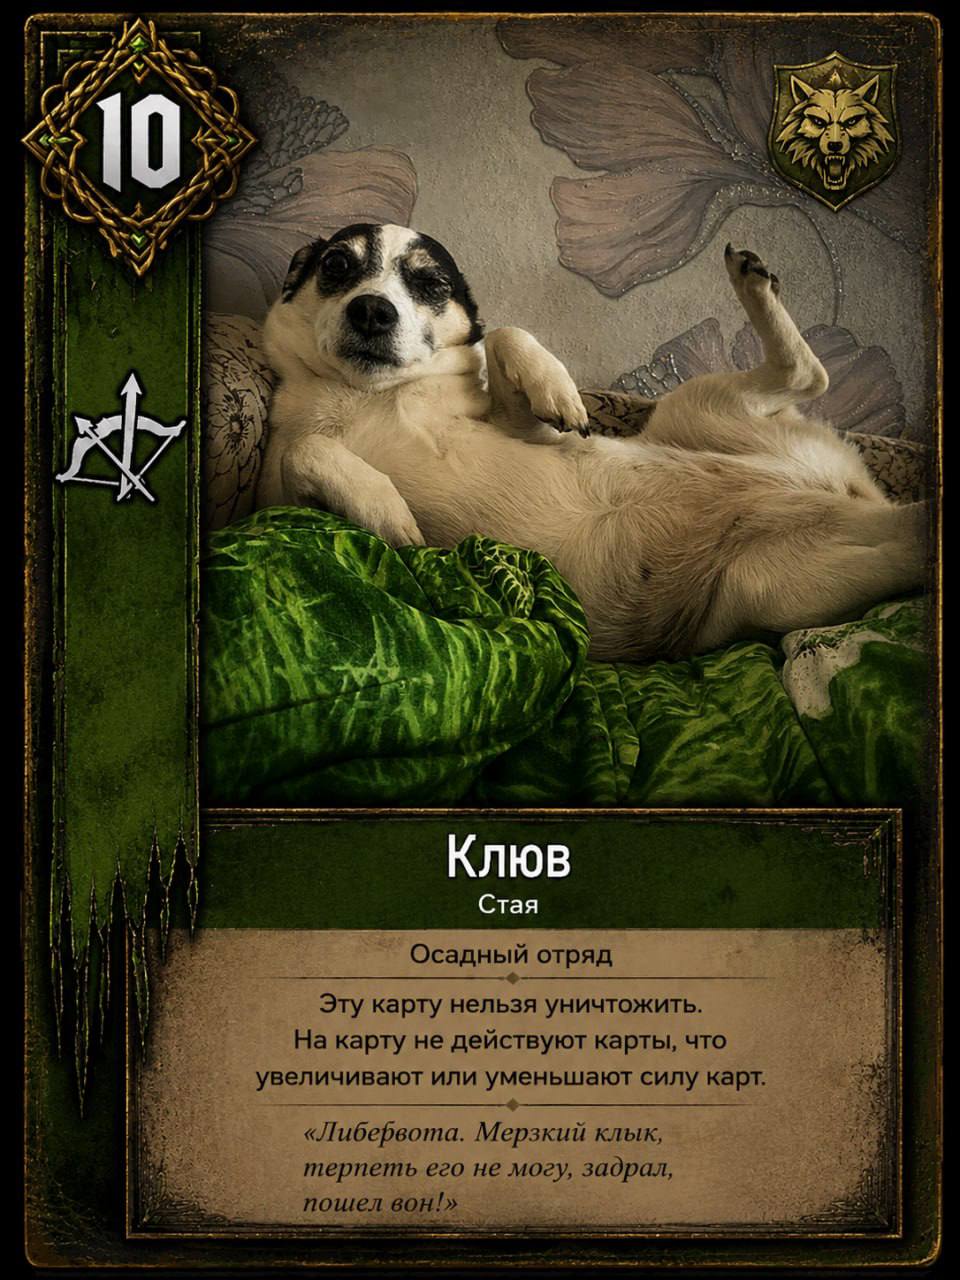 10
Клюв
Стая
Осадный отряд
Эту карту нельзя уничтожить.
На карту не действуют карты, что
увеличивают или уменьшают силу карт.
«Либервота. Мерзкий клык,
терпеть его не могу, задрал,
пошел вон!»